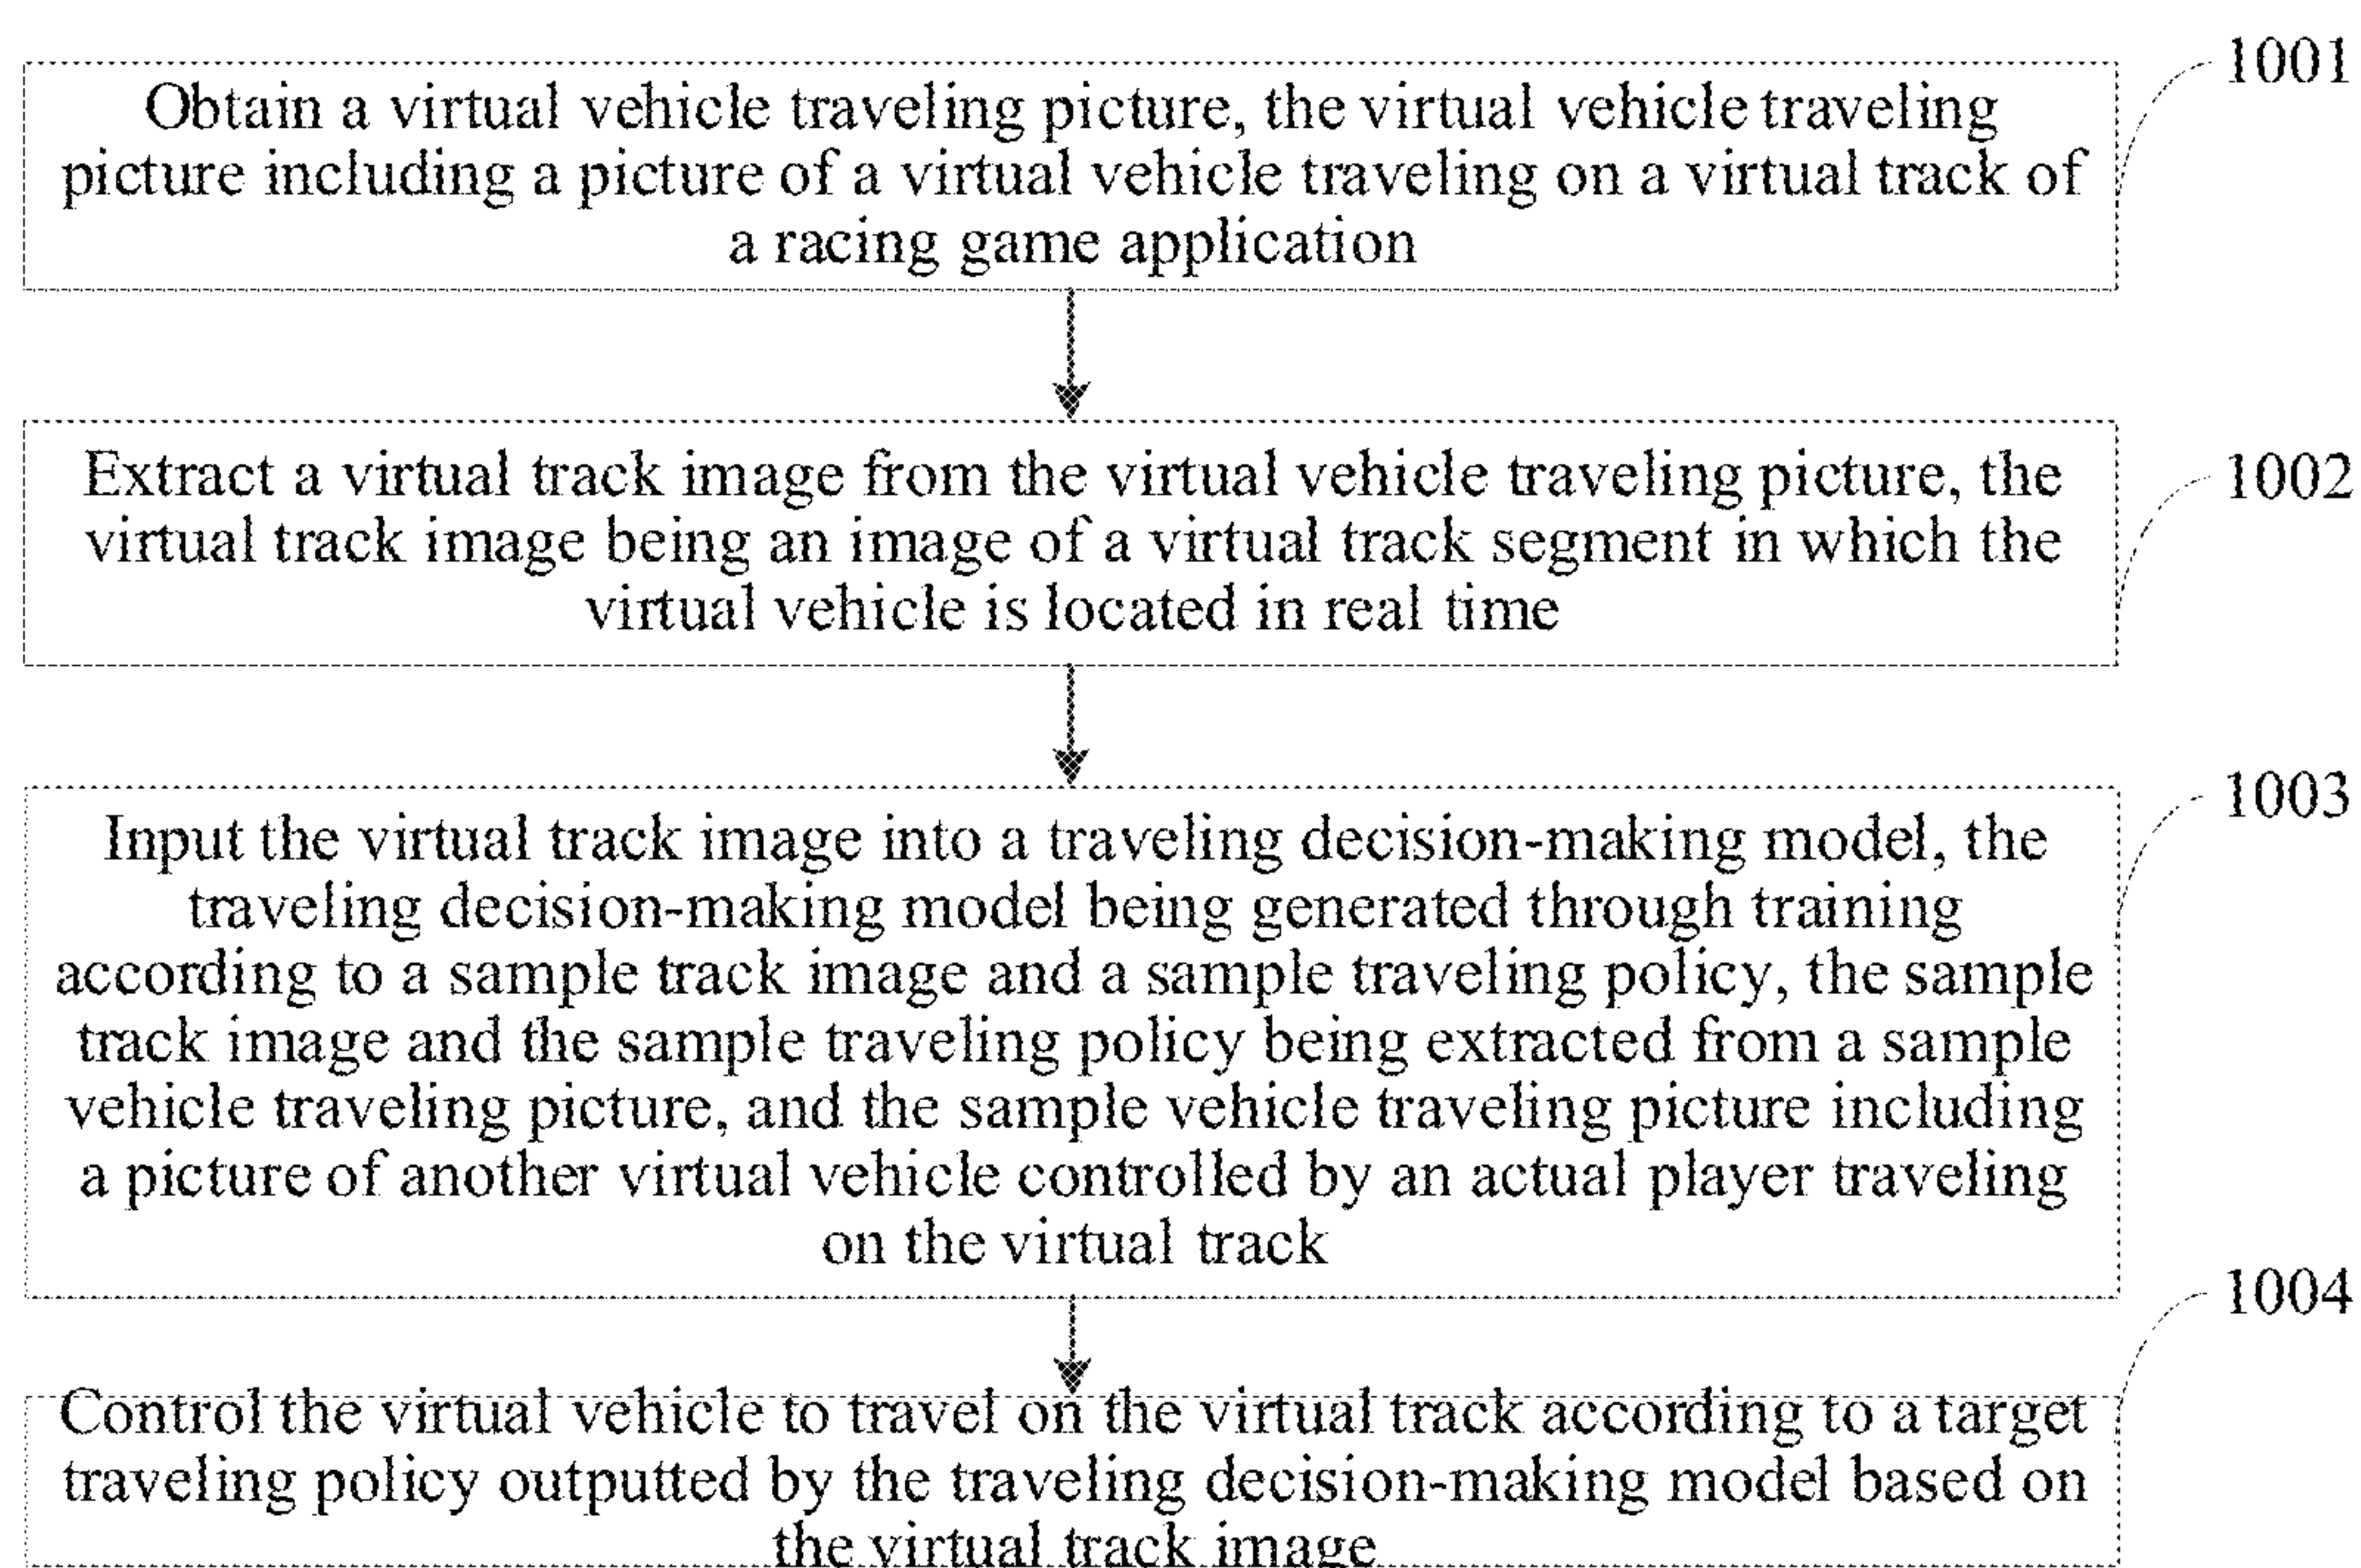 1001
Obtain a virtual vehicle traveling picture, the virtual vehicle traveling
picture including a picture of a virtual vehicle traveling on a virtual track of
a racing game application
1002
Extract a virtual track image from the virtual vehicle traveling picture, the
virtual track image being an image of a virtual track segment in which the
virtual vehicle is located in real time
1003
Input the virtual track image into a traveling decision-making model, the
traveling decision-making model being generated through training
according to a sample track image and a sample traveling policy, the sample
track image and the sample traveling policy being extracted from a sample
vehicle traveling picture, and the sample vehicle traveling picture including
a picture of another virtual vehicle controlled by an actual player traveling
on the virtual track
1004
Control the virtual vehicle to travel on the virtual track according to a target
traveling policy outputted by the traveling decision-making model based on
the virtual track image